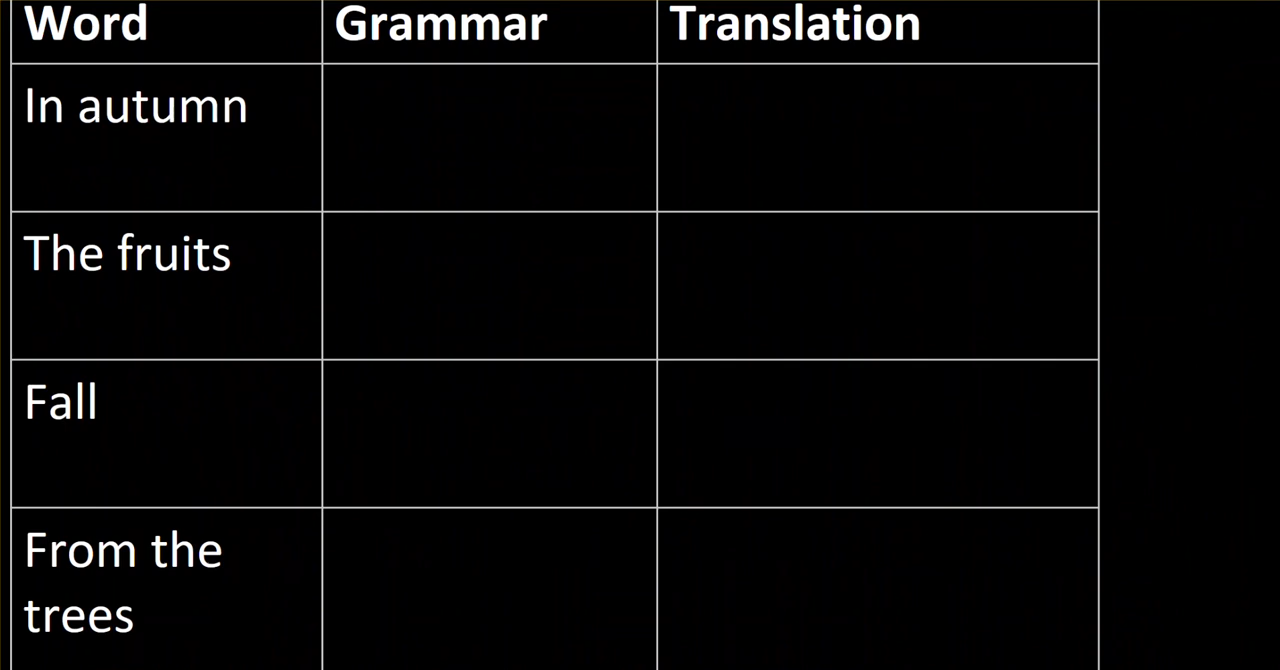 Word Grammar Translation
In autumn
The fruits
Fall
From the
trees